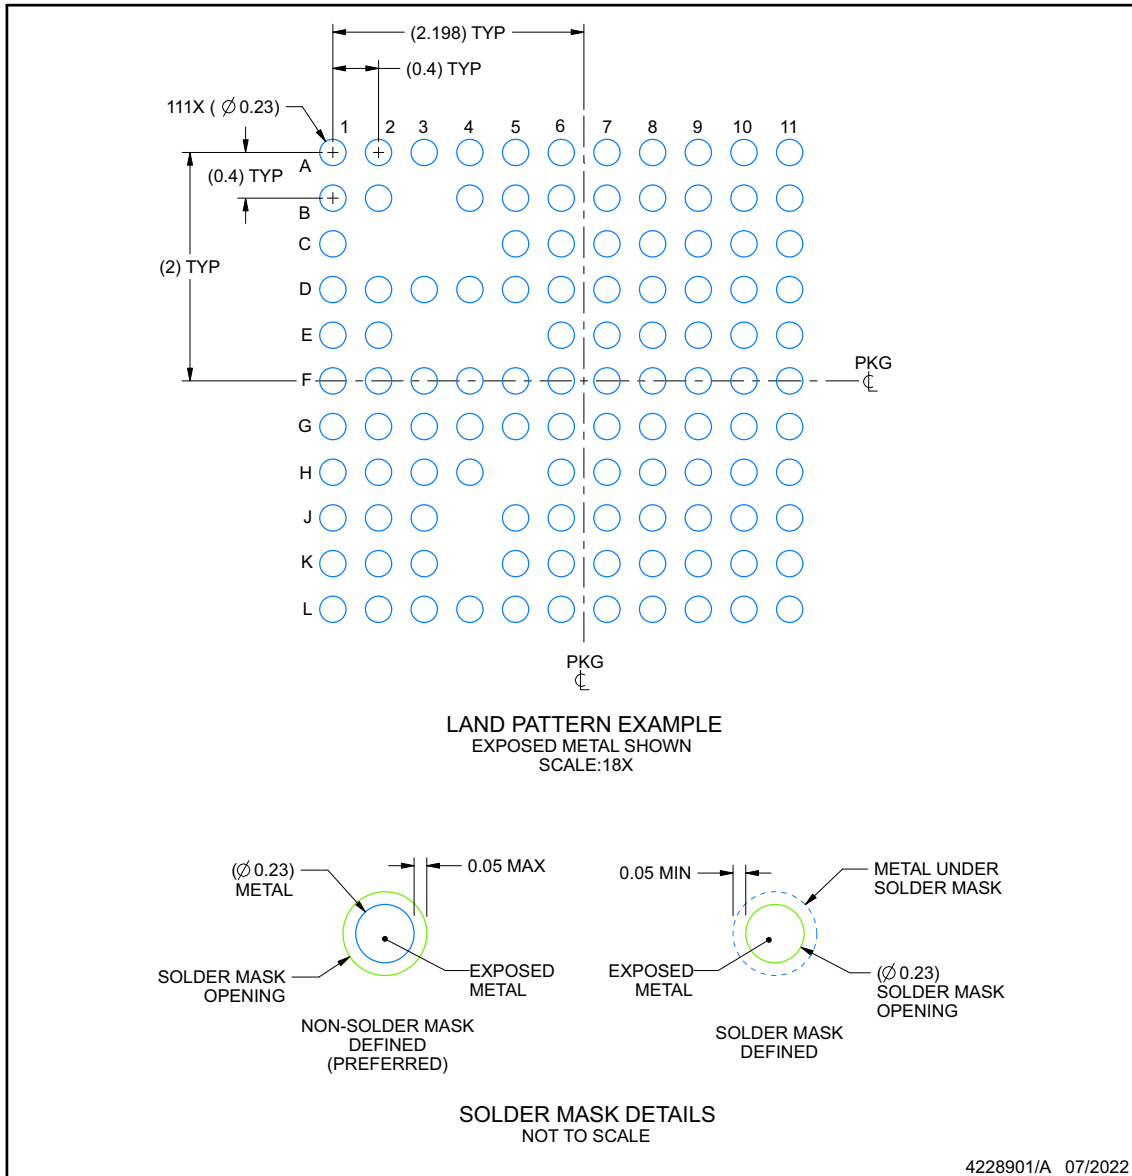 (2.198) TYP
(0.4) TYP
111X ( ∅ 0.23)
1 2 3 4 5 6 7 8 9 10 11
A
(0.4) TYP
B
C
(2) TYP
D
E
PKG
℄
F
G
H
J
K
L
PKG
℄
LAND PATTERN EXAMPLE
EXPOSED METAL SHOWN
SCALE:18X
(∅ 0.23)
METAL
0.05 MAX
SOLDER MASK
OPENING
EXPOSED
METAL
NON-SOLDER MASK
DEFINED
(PREFERRED)
0.05 MIN
METAL UNDER
SOLDER MASK
EXPOSED
METAL
(∅ 0.23)
SOLDER MASK
OPENING
SOLDER MASK
DEFINED
SOLDER MASK DETAILS
NOT TO SCALE
4228901/A 07/2022